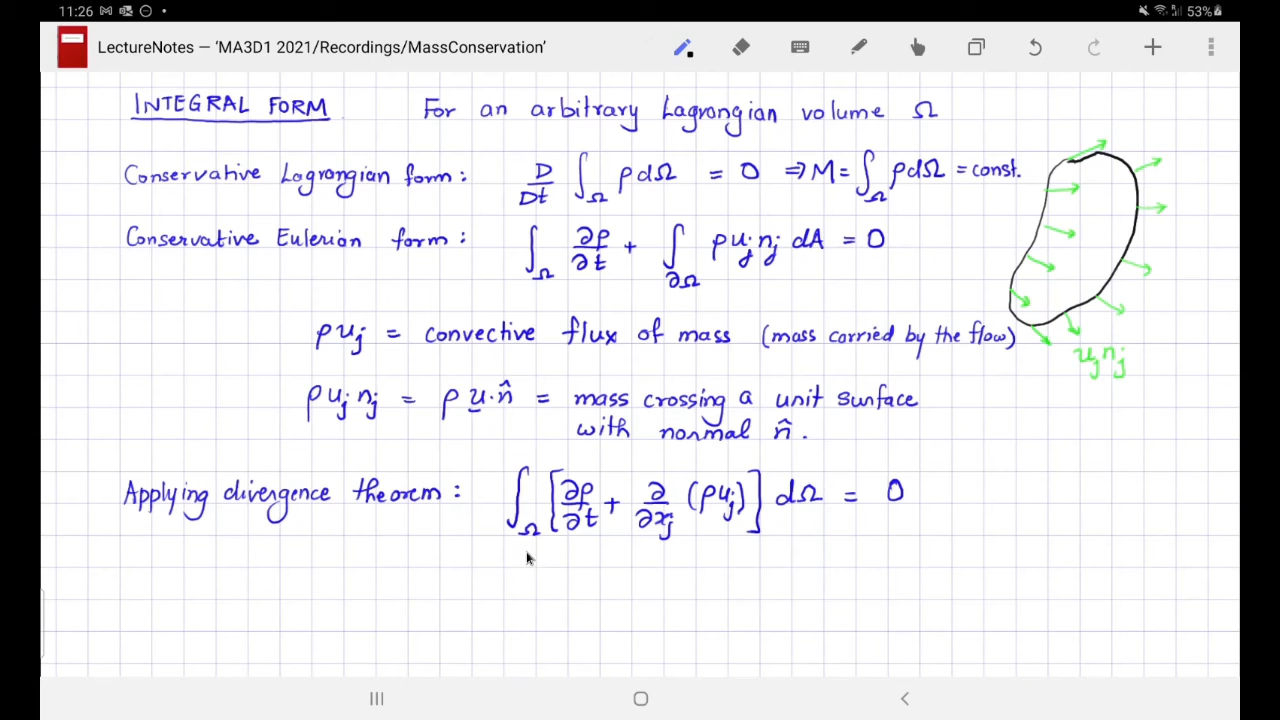 11:26 53%
LectureNotes — ‘MA3D1 2021/Recordings/MassConservation’
INTEGRAL FORM For an arbitrary Lagrangian volume Ω
Conservative Lagrangian form: D/Dt ∫_Ω ρdΩ = 0 ⇒ M = ∫_Ω ρdΩ = const.
Conservative Eulerian form: ∫_Ω ∂ρ/∂t + ∫_∂Ω ρu_j n_j dA = 0
ρu_j = convective flux of mass (mass carried by the flow)
u_j n_j
ρu_j n_j = ρ u̲·n̂ = mass crossing a unit surface
with normal n̂.
Applying divergence theorem: ∫_Ω [∂ρ/∂t + ∂/∂x_j (ρu_j)] dΩ = 0